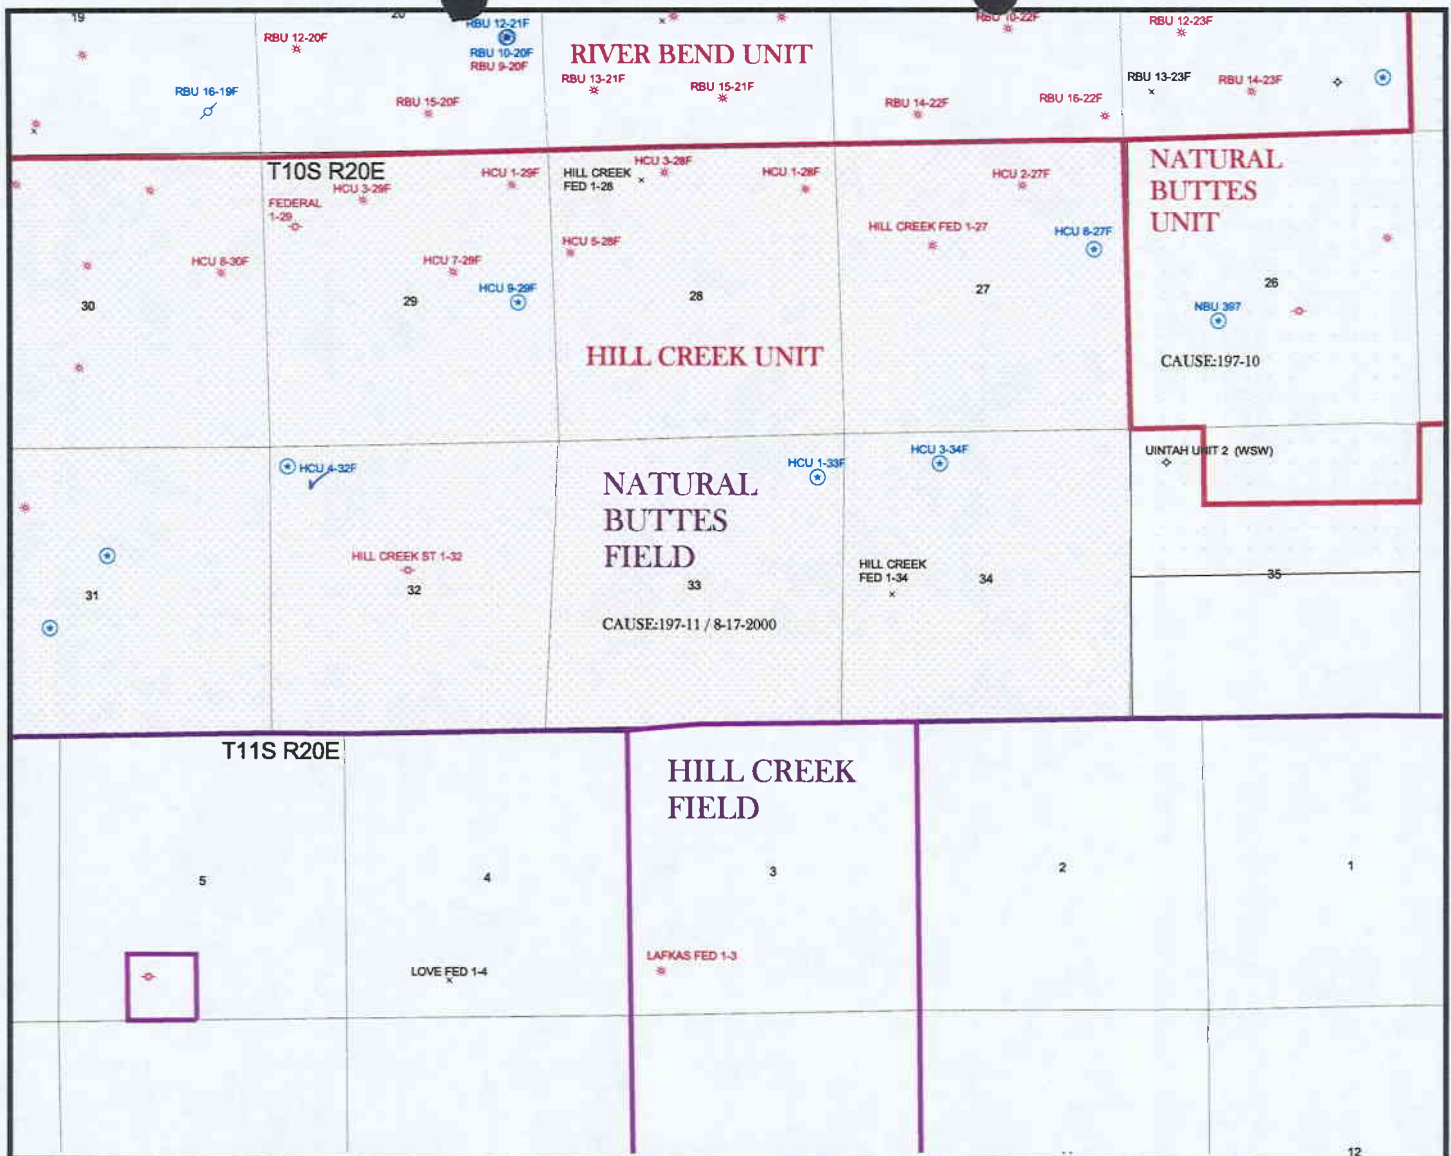 19
20
RBU 12-21F
RBU 10-20F
RBU 9-20F
RBU 12-20F
RIVER BEND UNIT
RBU 10-22F
RBU 12-23F
RBU 16-19F
RBU 15-20F
RBU 13-21F
RBU 15-21F
RBU 14-22F
RBU 16-22F
RBU 13-23F
RBU 14-23F
T10S R20E
HCU 3-29F
HCU 1-29F
FEDERAL
1-29
HILL CREEK
FED 1-28
HCU 3-28F
HCU 1-28F
HCU 2-27F
NATURAL
BUTTES
UNIT
HCU 8-30F
HCU 7-29F
HCU 9-29F
HCU 5-28F
HILL CREEK FED 1-27
HCU 8-27F
30
29
28
27
26
NBU 397
HILL CREEK UNIT
CAUSE:197-10
HCU 4-32F
NATURAL
BUTTES
FIELD
HCU 1-33F
HCU 3-34F
UINTAH UNIT 2 (WSW)
HILL CREEK ST 1-32
HILL CREEK
FED 1-34
31
32
33
34
35
CAUSE:197-11 / 8-17-2000
T11S R20E
HILL CREEK
FIELD
5
4
3
2
1
LOVE FED 1-4
LAFKAS FED 1-3
12